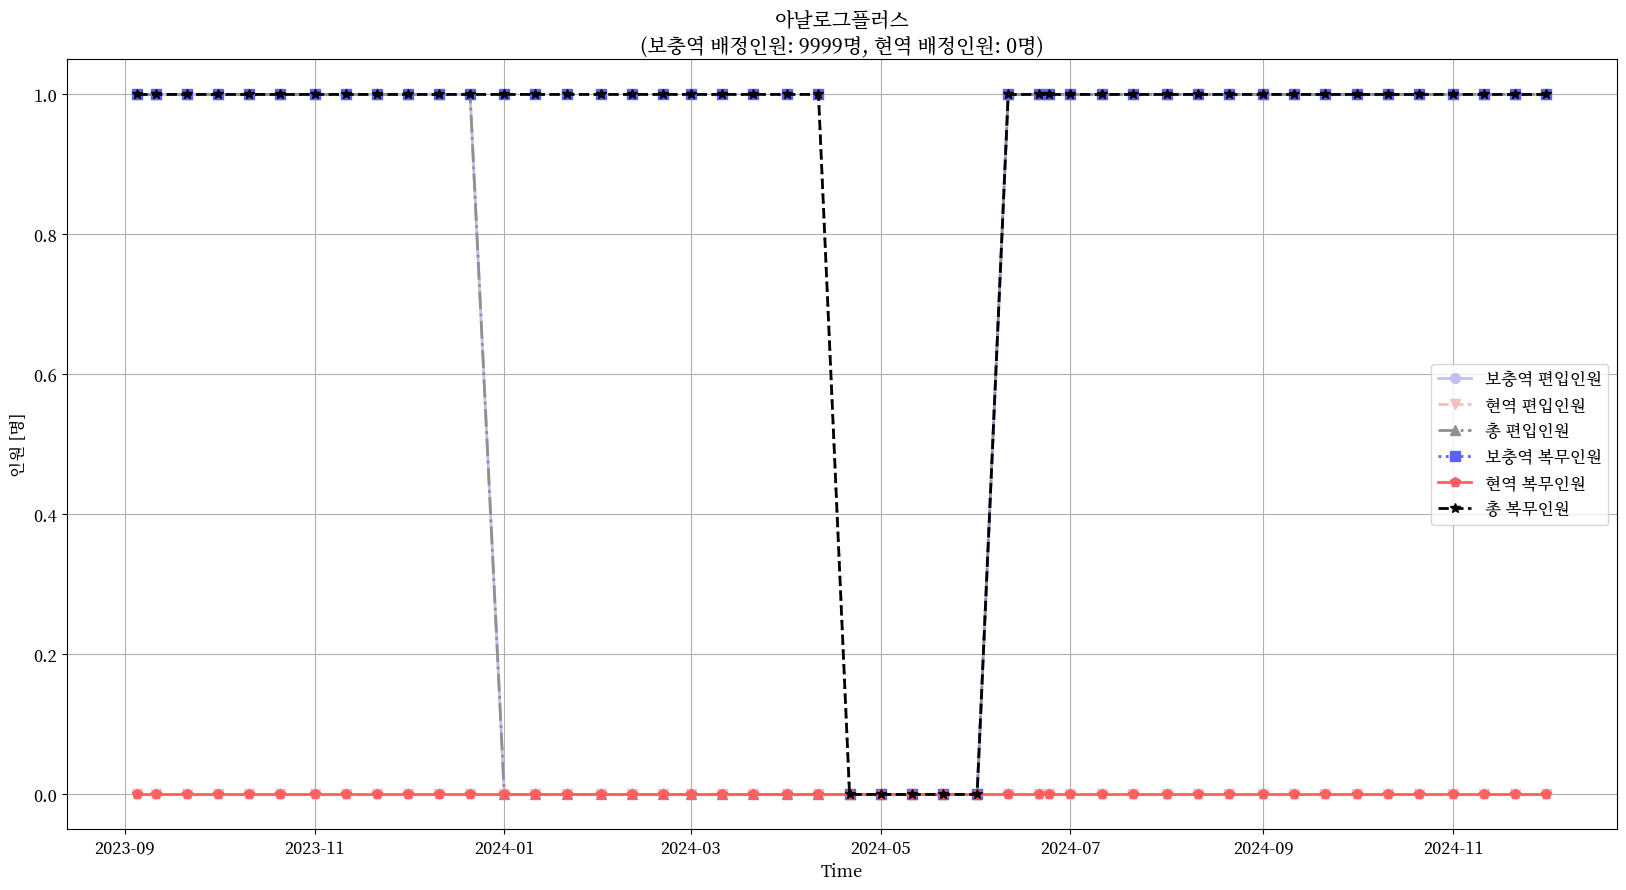 아날로그플러스
(보충역 배정인원: 9999명, 현역 배정인원: 0명)
인원 [명]
1.0
0.8
0.6
0.4
0.2
0.0
보충역 편입인원
현역 편입인원
총 편입인원
보충역 복무인원
현역 복무인원
총 복무인원
2023-09
2023-11
2024-01
2024-03
2024-05
2024-07
2024-09
2024-11
Time